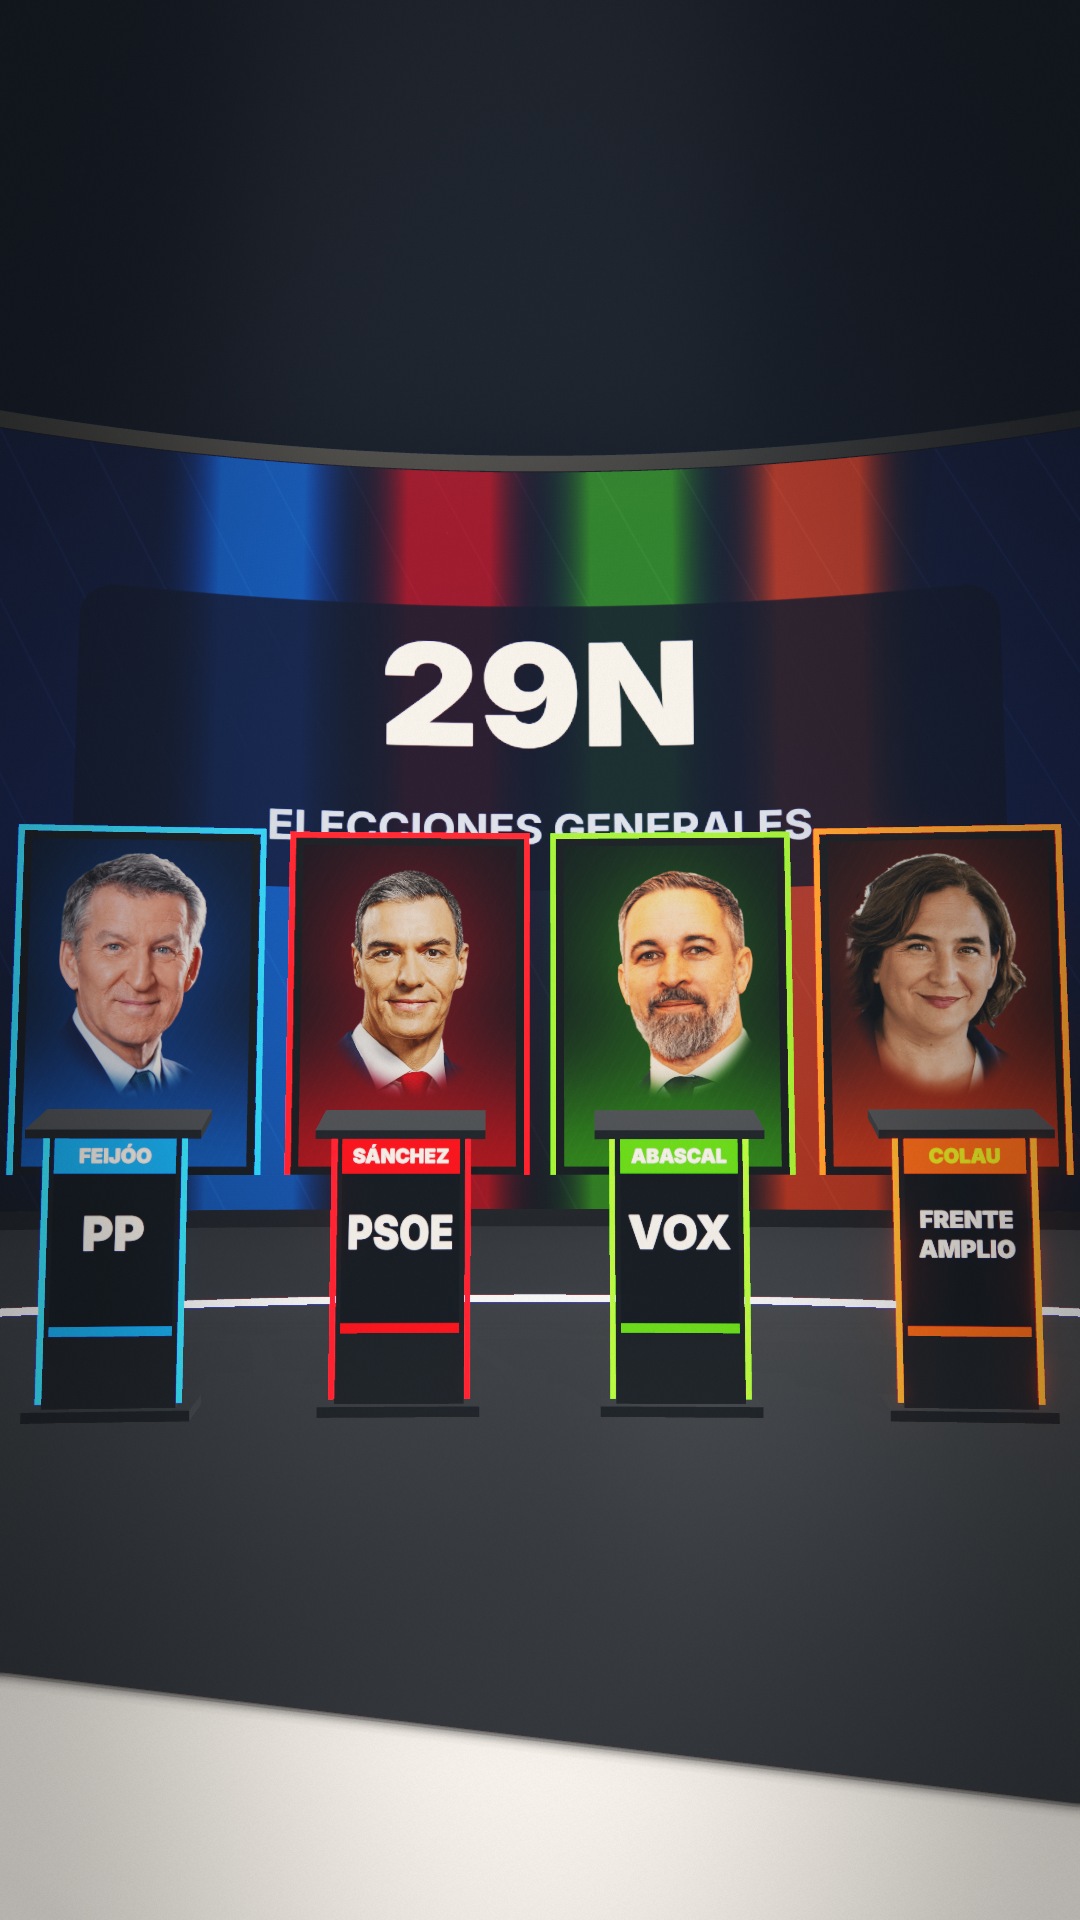 29N
ELECCIONES GENERALES
FEIJÓO
PP
SÁNCHEZ
PSOE
ABASCAL
VOX
COLAU
FRENTE
AMPLIO